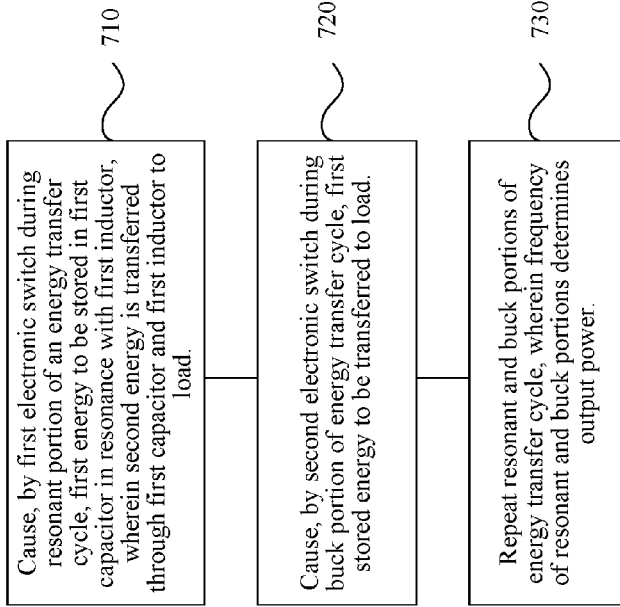 710
Cause, by first electronic switch during
resonant portion of an energy transfer
cycle, first energy to be stored in first
capacitor in resonance with first inductor,
wherein second energy is transferred
through first capacitor and first inductor to
load.
720
Cause, by second electronic switch during
buck portion of energy transfer cycle, first
stored energy to be transferred to load.
730
Repeat resonant and buck portions of
energy transfer cycle, wherein frequency
of resonant and buck portions determines
output power.